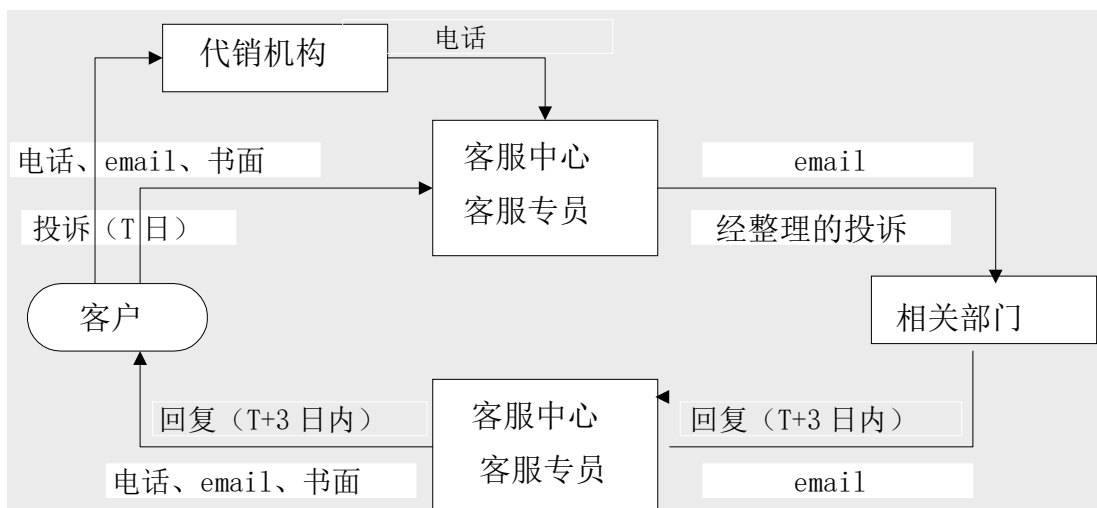 代销机构
电话
客服中心
客服专员
电话、email、书面
email
投诉（T日）
经整理的投诉
客户
相关部门
客服中心
客服专员
回复（T+3 日内）
回复（T+3 日内）
电话、email、书面
email